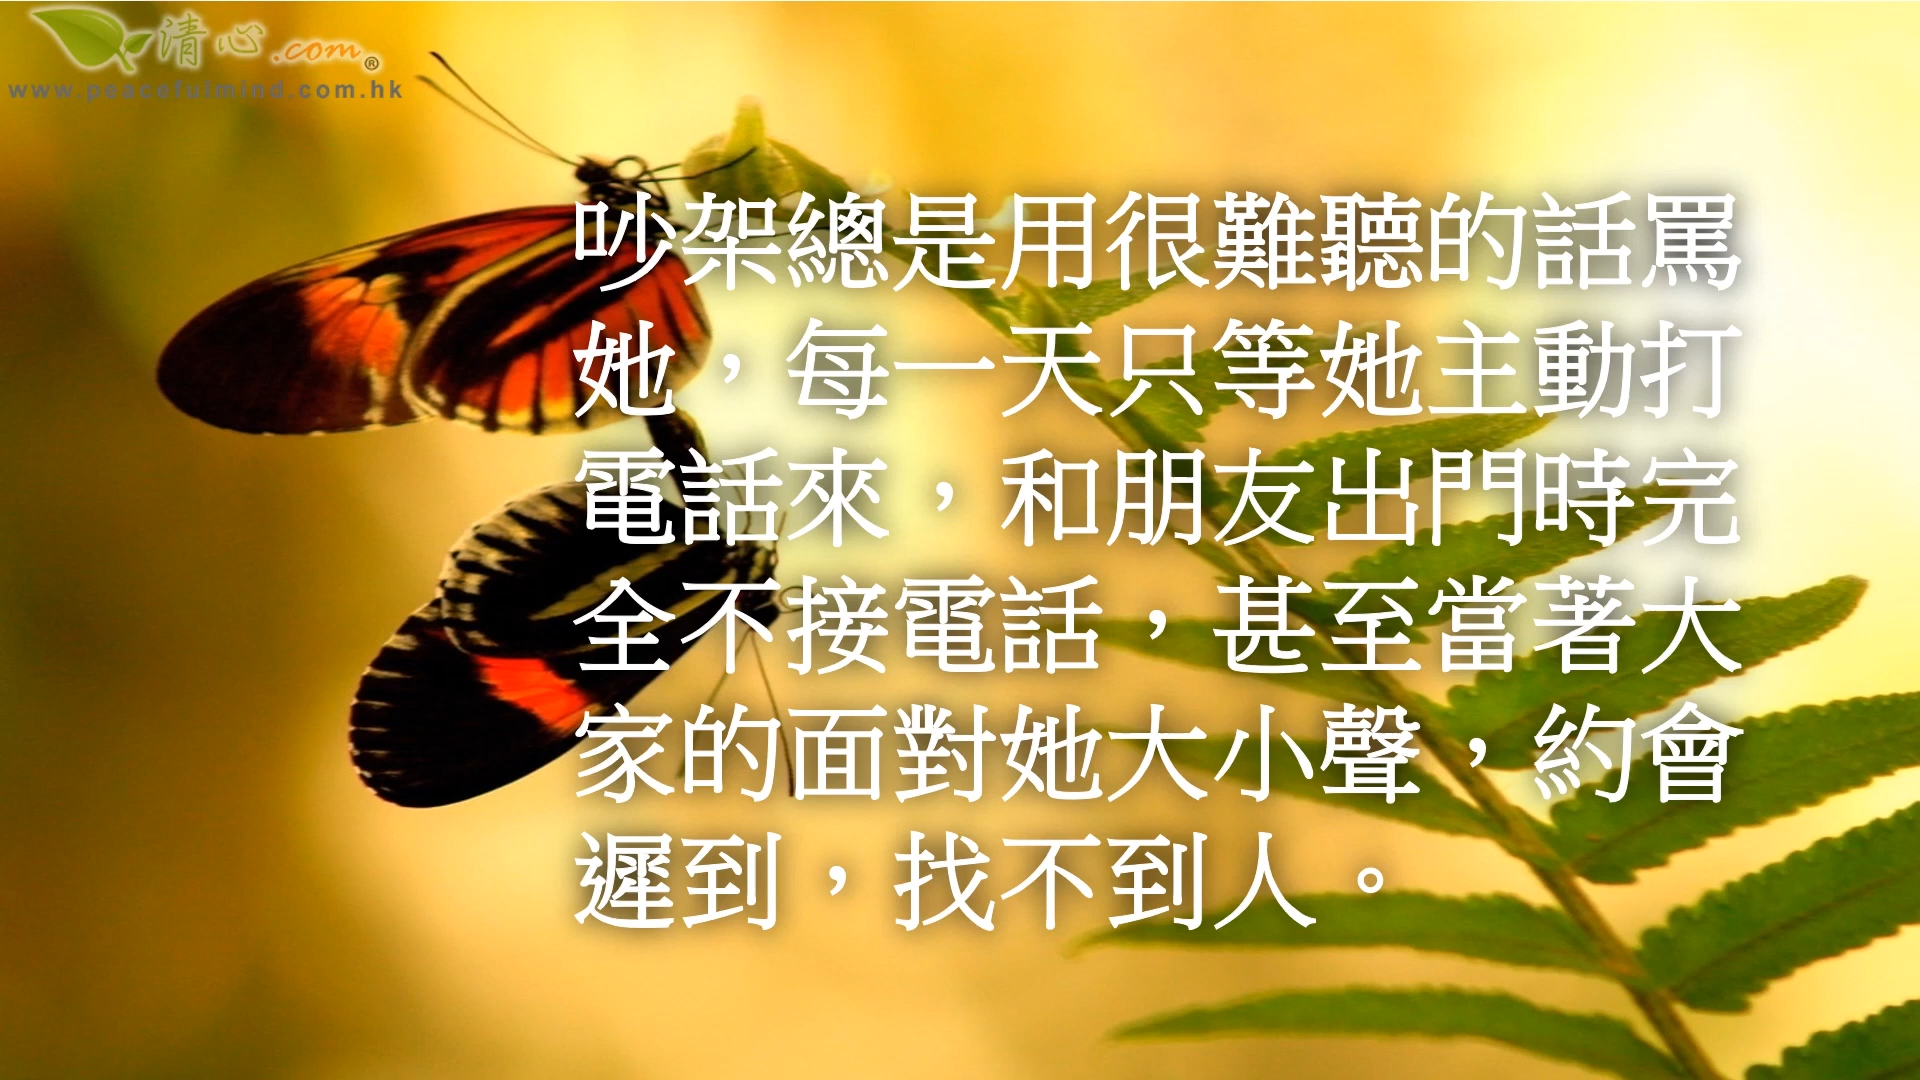 清心.com®
www.peacefulmind.com.hk
吵架總是用很難聽的話罵
她，每一天只等她主動打
電話來，和朋友出門時完
全不接電話，甚至當著大
家的面對她大小聲，約會
遲到，找不到人。